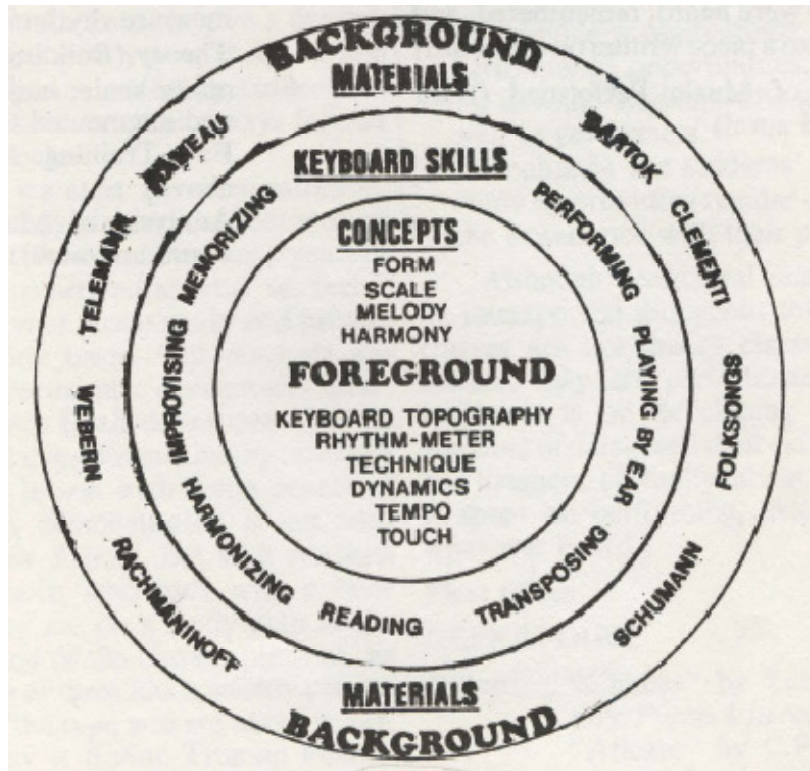 BACKGROUND
MATERIALS
RAMEAU
BARTOK
TELEMANN
CLEMENTI
WEBERN
FOLKSONGS
RACHMANINOFF
SCHUMANN
KEYBOARD SKILLS
MEMORIZING
PERFORMING
IMPROVISING
PLAYING BY EAR
HARMONIZING
READING
TRANSPOSING
CONCEPTS
FORM
SCALE
MELODY
HARMONY
FOREGROUND
KEYBOARD TOPOGRAPHY
RHYTHM-METER
TECHNIQUE
DYNAMICS
TEMPO
TOUCH
MATERIALS
BACKGROUND